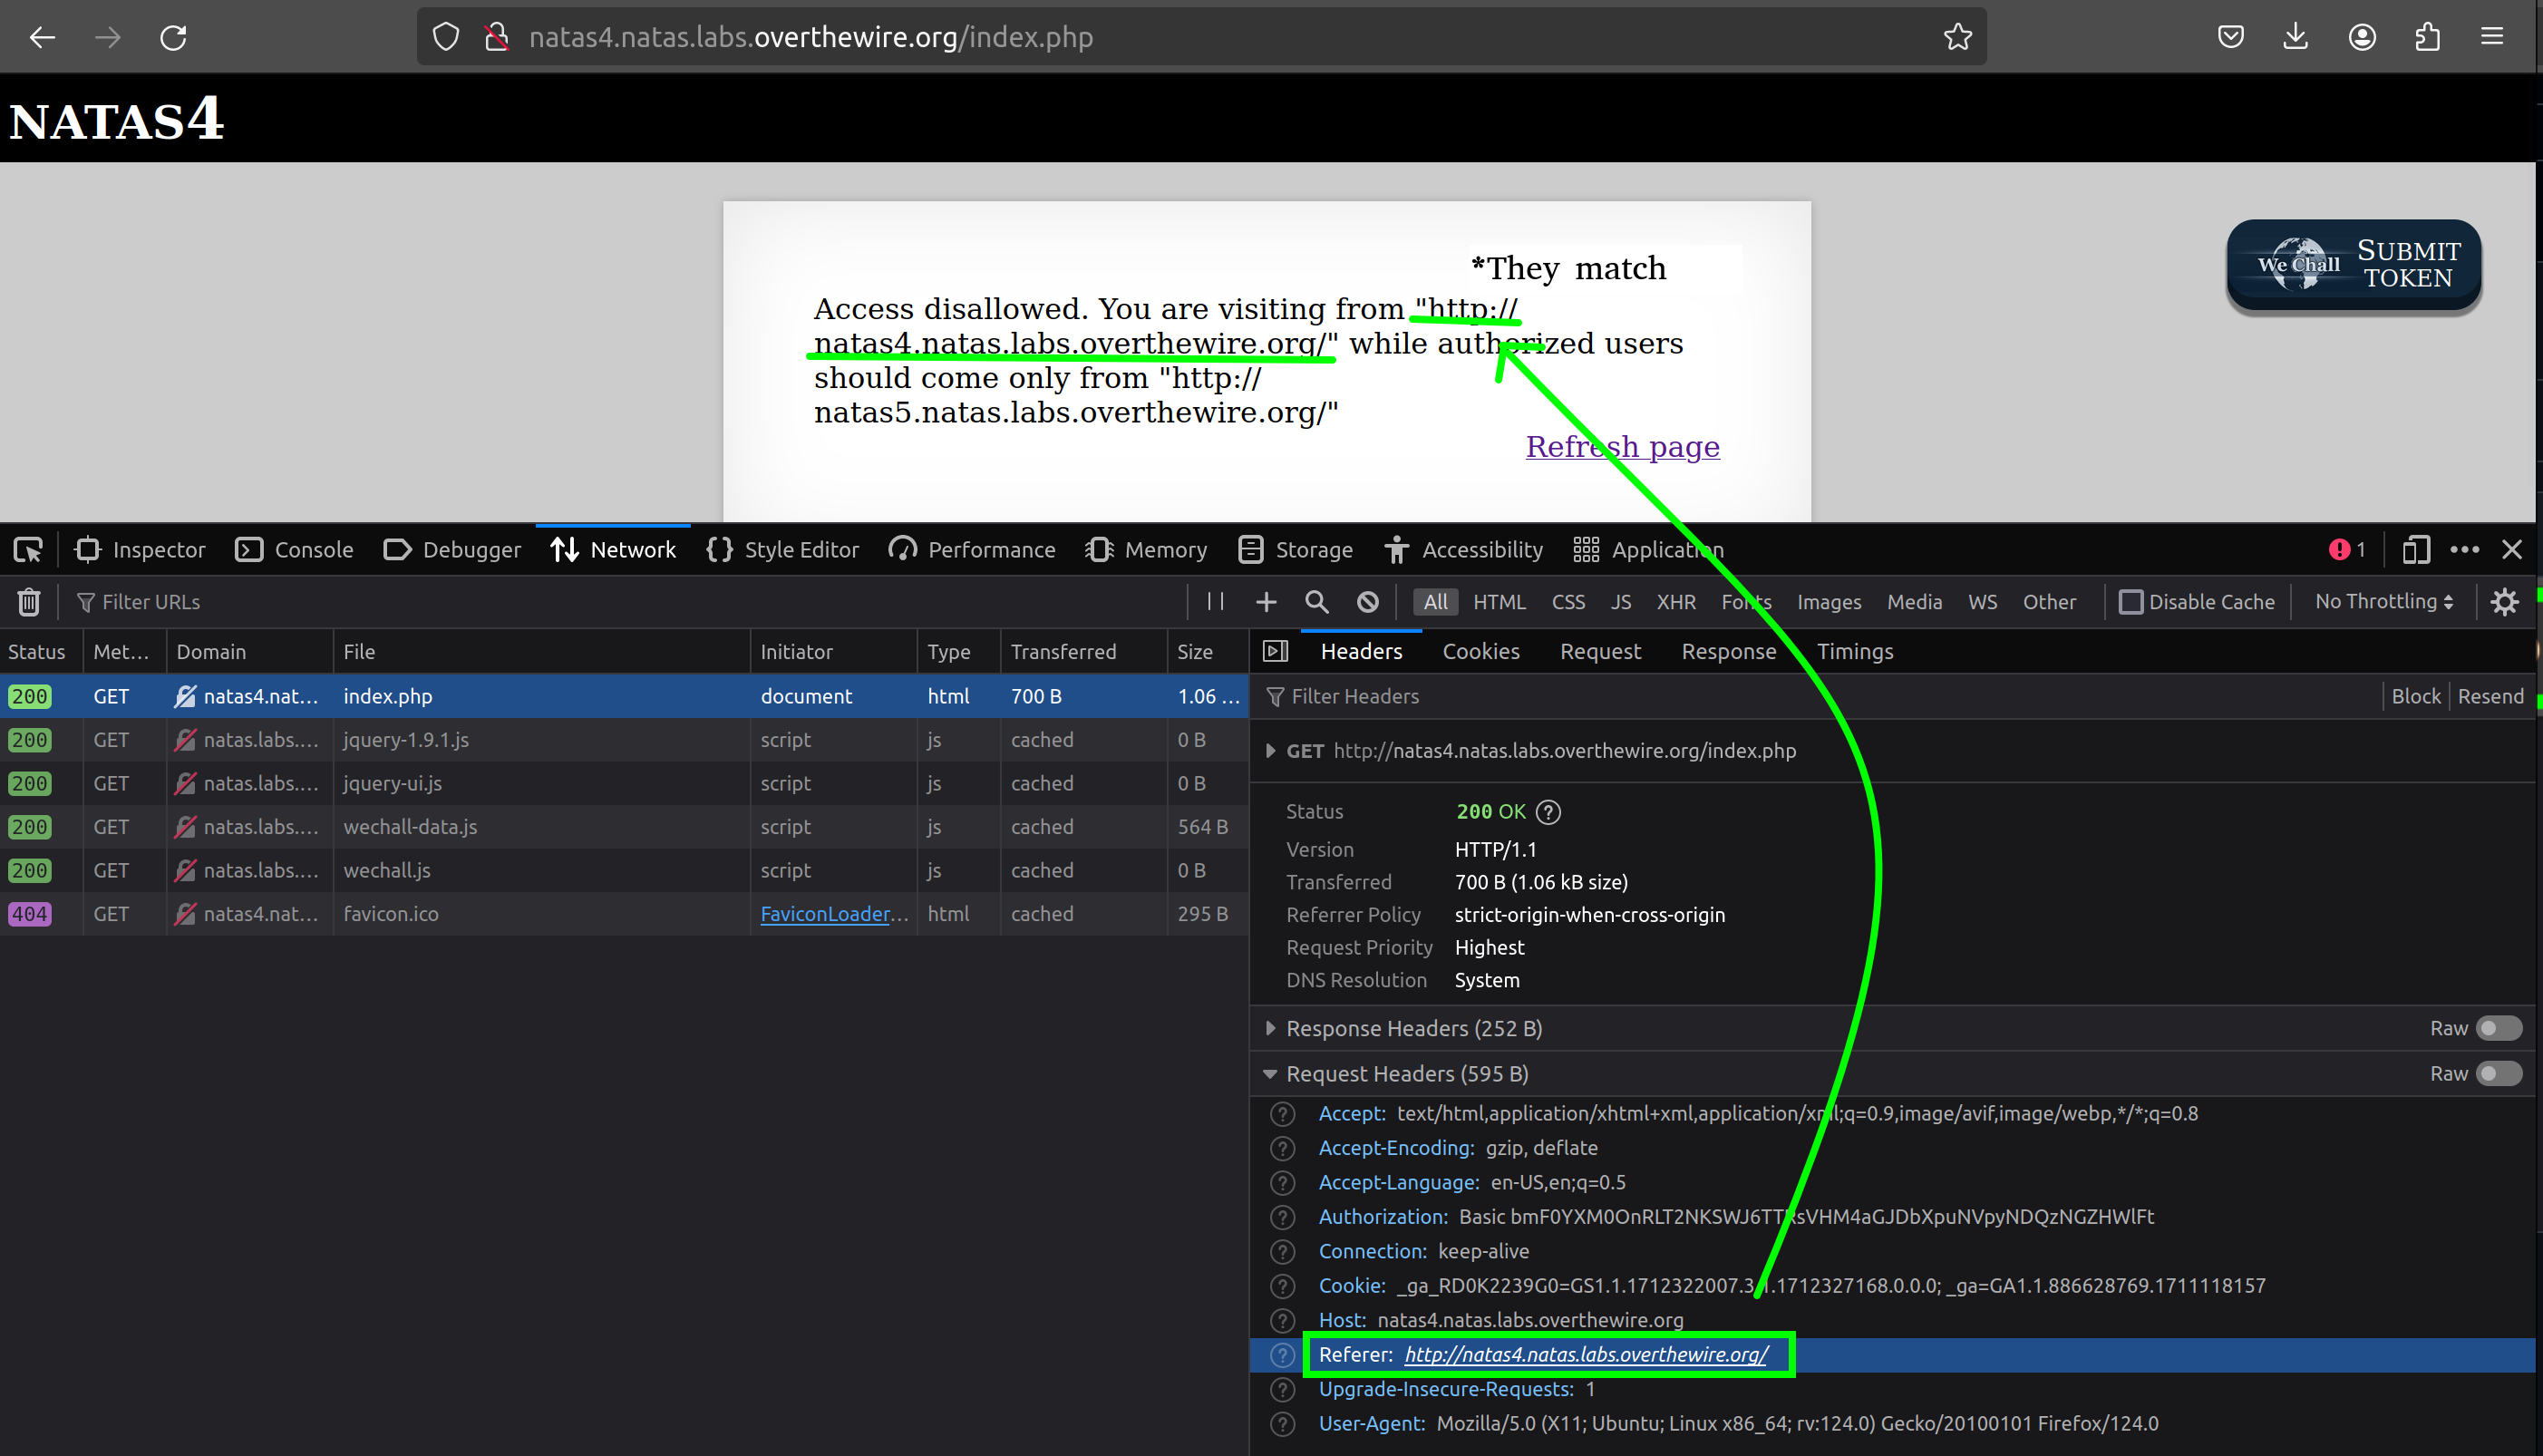 natas4.natas.labs.overthewire.org/index.php
NATAS4
*They match
Access disallowed. You are visiting from "http://
natas4.natas.labs.overthewire.org/" while authorized users
should come only from "http://
natas5.natas.labs.overthewire.org/"
Refresh page
We Chall SUBMIT TOKEN
Inspector Console Debugger Network Style Editor Performance Memory Storage Accessibility Application 1
Filter URLs All HTML CSS JS XHR Fonts Images Media WS Other Disable Cache No Throttling
Status Met... Domain File Initiator Type Transferred Size
200 GET natas4.nat... index.php document html 700 B 1.06 ...
200 GET natas.labs.... jquery-1.9.1.js script js cached 0 B
200 GET natas.labs.... jquery-ui.js script js cached 0 B
200 GET natas.labs.... wechall-data.js script js cached 564 B
200 GET natas.labs.... wechall.js script js cached 0 B
404 GET natas4.nat... favicon.ico FaviconLoader... html cached 295 B
Headers Cookies Request Response Timings
Filter Headers Block Resend
GET http://natas4.natas.labs.overthewire.org/index.php
Status 200 OK ?
Version HTTP/1.1
Transferred 700 B (1.06 kB size)
Referrer Policy strict-origin-when-cross-origin
Request Priority Highest
DNS Resolution System
Response Headers (252 B) Raw
Request Headers (595 B) Raw
? Accept: text/html,application/xhtml+xml,application/xml;q=0.9,image/avif,image/webp,*/*;q=0.8
? Accept-Encoding: gzip, deflate
? Accept-Language: en-US,en;q=0.5
? Authorization: Basic
? Connection: keep-alive
? Cookie: _ga=GA1.1.886628769.1711118157
? Host: natas4.natas.labs.overthewire.org
? Referer: http://natas4.natas.labs.overthewire.org/
? Upgrade-Insecure-Requests: 1
? User-Agent: Mozilla/5.0 (X11; Ubuntu; Linux x86_64; rv:124.0) Gecko/20100101 Firefox/124.0